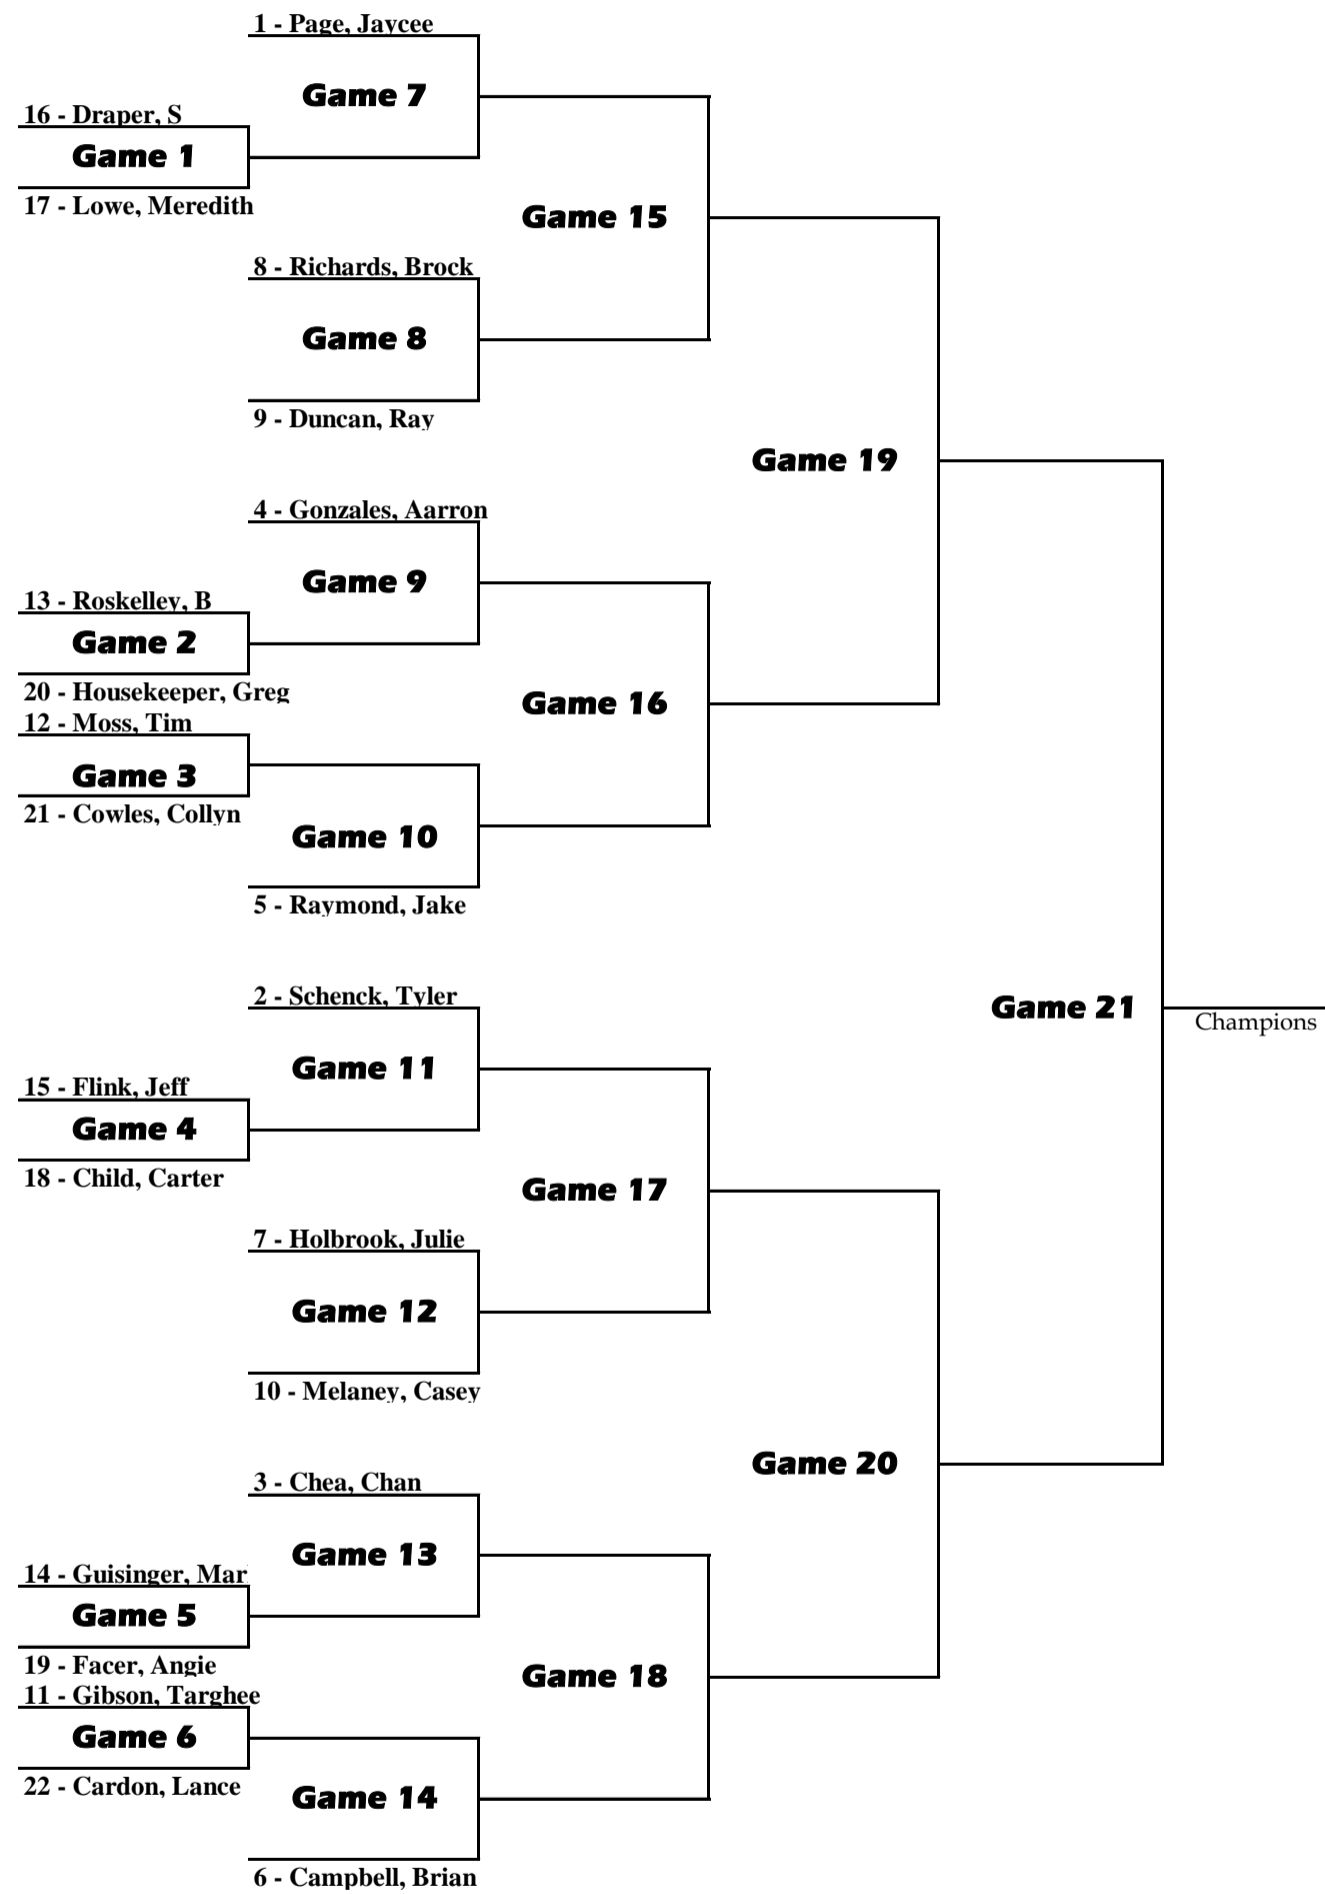 1 - Page, Jaycee
Game 7
16 - Draper, S
Game 1
17 - Lowe, Meredith
Game 15
8 - Richards, Brock
Game 8
9 - Duncan, Ray
Game 19
4 - Gonzales, Aarron
Game 9
13 - Roskelley, B
Game 2
20 - Housekeeper, Greg
Game 16
12 - Moss, Tim
Game 3
21 - Cowles, Collyn
Game 10
5 - Raymond, Jake
2 - Schenck, Tyler
Game 21
Champions
Game 11
15 - Flink, Jeff
Game 4
18 - Child, Carter
Game 17
7 - Holbrook, Julie
Game 12
10 - Melaney, Casey
Game 20
3 - Chea, Chan
Game 13
14 - Guisinger, Mar
Game 5
19 - Facer, Angie
Game 18
11 - Gibson, Targhee
Game 6
22 - Cardon, Lance
Game 14
6 - Campbell, Brian